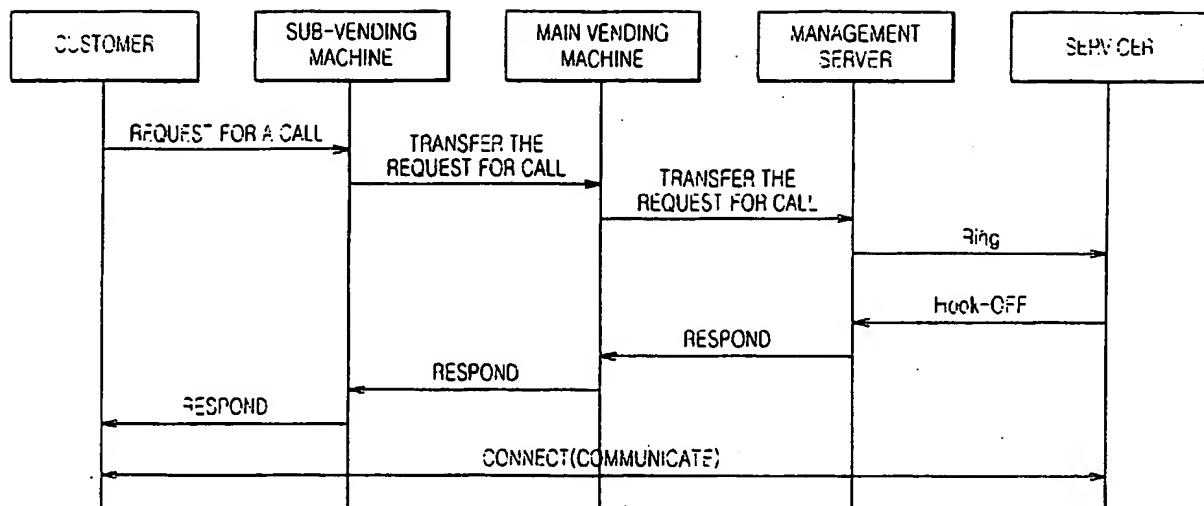 CUSTOMER
SUB-VENDING
MACHINE
MAIN VENDING
MACHINE
MANAGEMENT
SERVER
SERVICER
REQUEST FOR A CALL
TRANSFER THE
REQUEST FOR CALL
TRANSFER THE
REQUEST FOR CALL
Ring
Hook-OFF
RESPOND
RESPOND
RESPOND
CONNECT(COMMUNICATE)